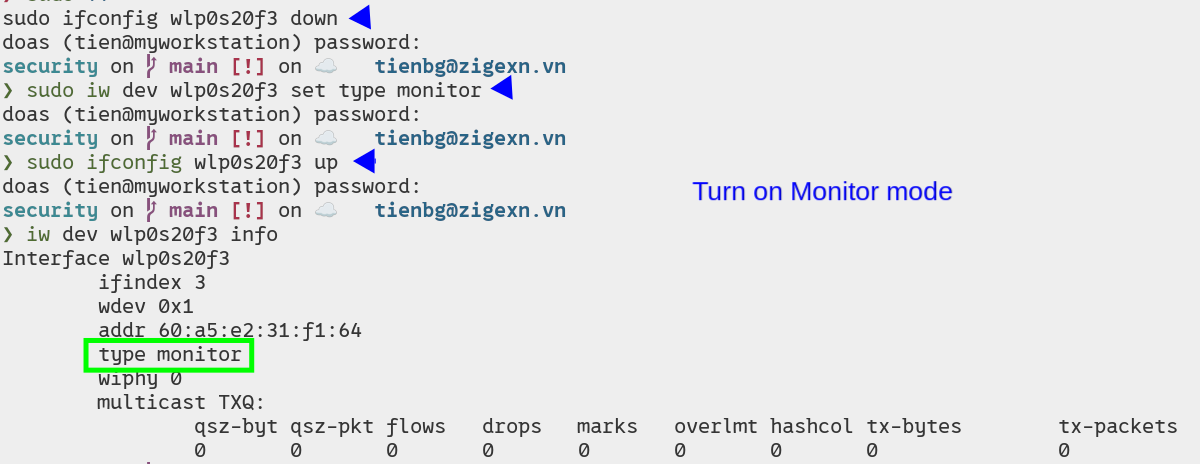 sudo ifconfig wlp0s20f3 down
doas (tien@myworkstation) password:
security on main [!] on ☁️ tienbg@zigexn.vn
❯ sudo iw dev wlp0s20f3 set type monitor
doas (tien@myworkstation) password:
security on main [!] on ☁️ tienbg@zigexn.vn
❯ sudo ifconfig wlp0s20f3 up
doas (tien@myworkstation) password:
Turn on Monitor mode
security on main [!] on ☁️ tienbg@zigexn.vn
❯ iw dev wlp0s20f3 info
Interface wlp0s20f3
ifindex 3
wdev 0x1
addr 60:a5:e2:31:f1:64
type monitor
wiphy 0
multicast TXQ:
qsz-byt qsz-pkt flows drops marks overlmt hashcol tx-bytes tx-packets
0 0 0 0 0 0 0 0 0